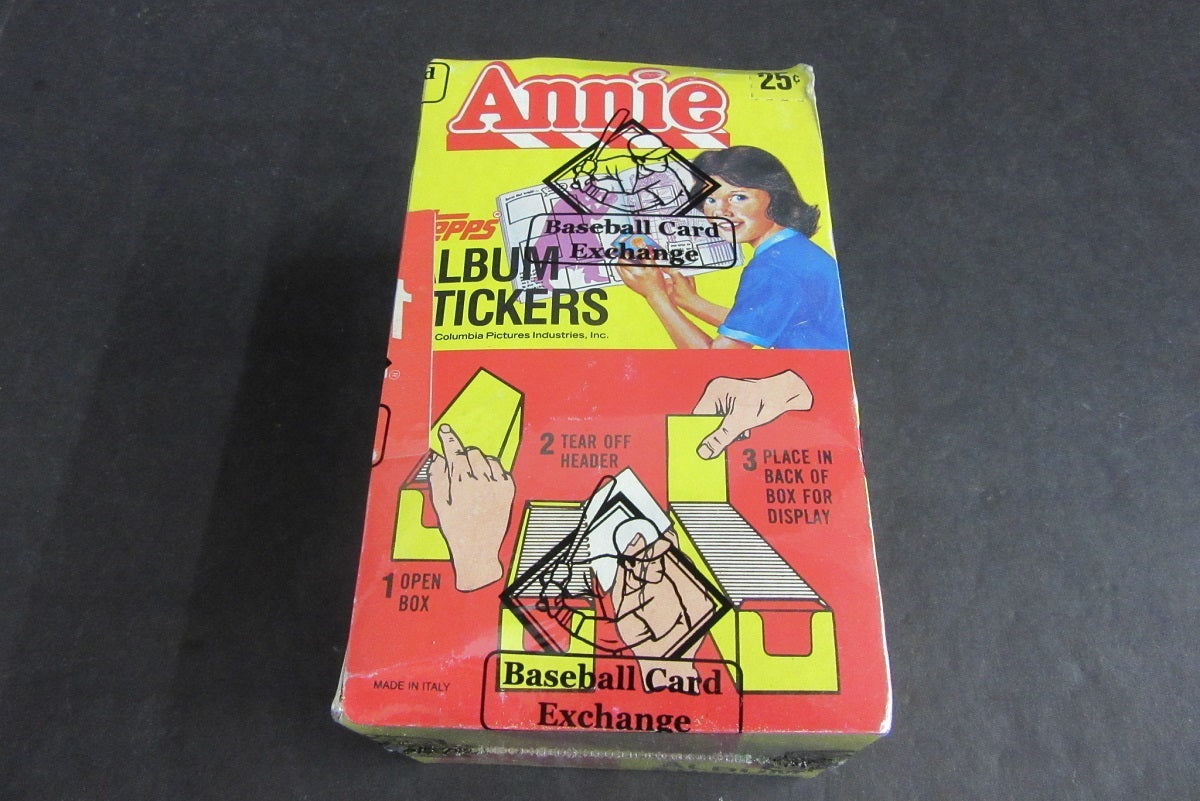 d
Annie
25¢
EPPS®
Baseball Card
Exchange
LBUM
TICKERS
Columbia Pictures Industries, Inc.
2 TEAR OFF
HEADER
3 PLACE IN
BACK OF
BOX FOR
DISPLAY
1 OPEN
BOX
MADE IN ITALY
Baseball Card
Exchange